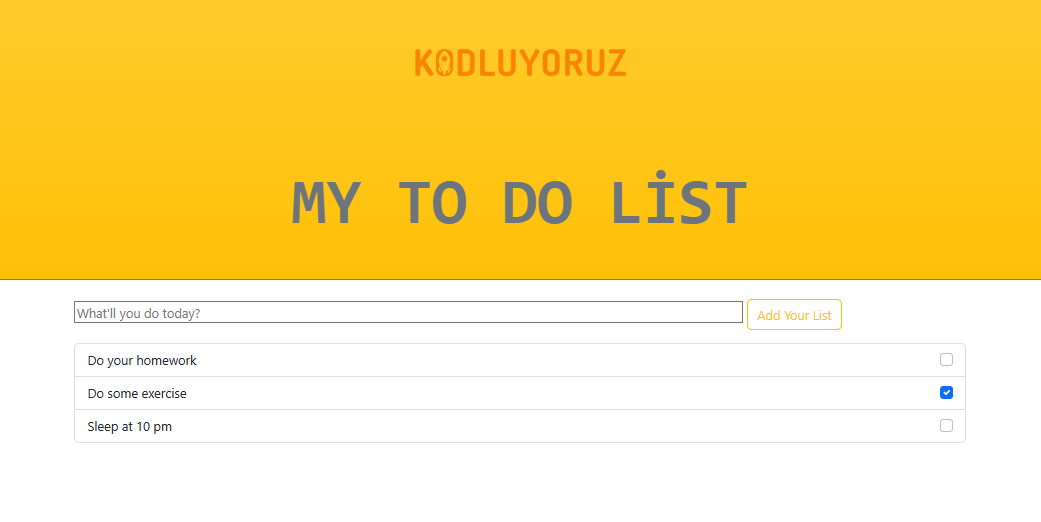 KODLUYORUZ
MY TO DO LİST
What'll you do today?
Add Your List
Do your homework
Do some exercise
Sleep at 10 pm